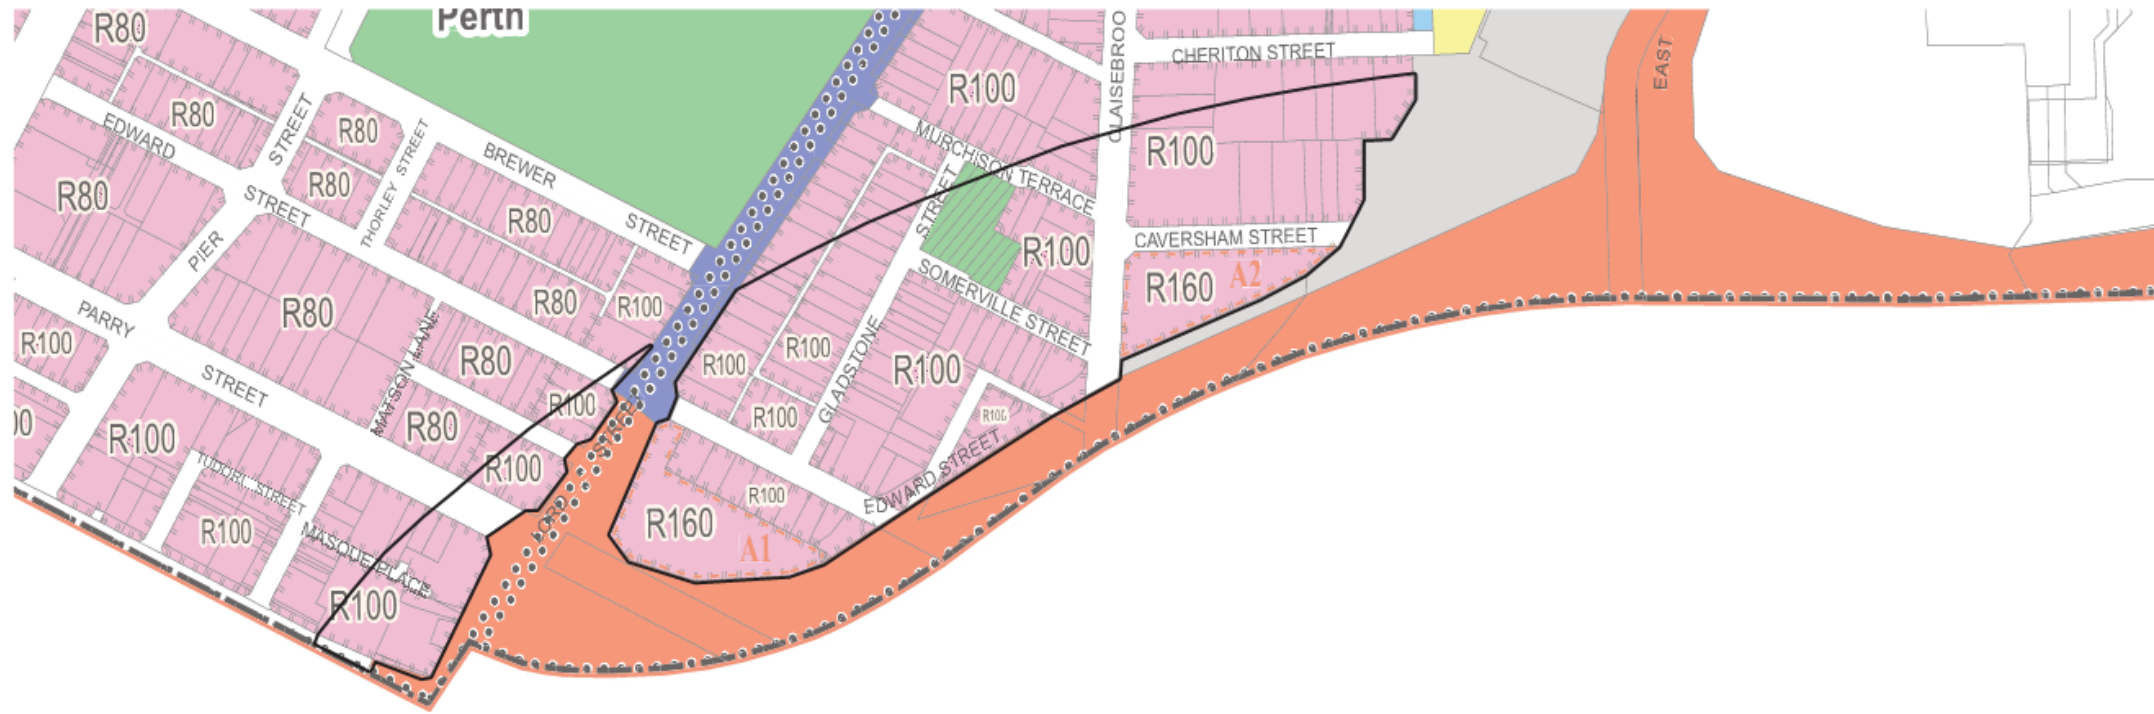 Perth
R80
R80
R80
R80
R80
EDWARD
STREET
STREET
THORLEY STREET
BREWER
STREET
R80
R80
R100
PIER
R80
PARRY
STREET
R100
R100
MATSON LANE
R80
R80
R100
R100
TUDOR STREET
R100
MASQUE PLACE
R100
LORD
STREET
R100
MURCHISON TERRACE
STREET
GLADSTONE
R100
SOMERVILLE STREET
R100
R100
R100
R100
R100
R100
EDWARD STREET
R160
A1
CLAISEBROO
CHERITON STREET
R100
CAVERSHAM STREET
R160
A2
EAST